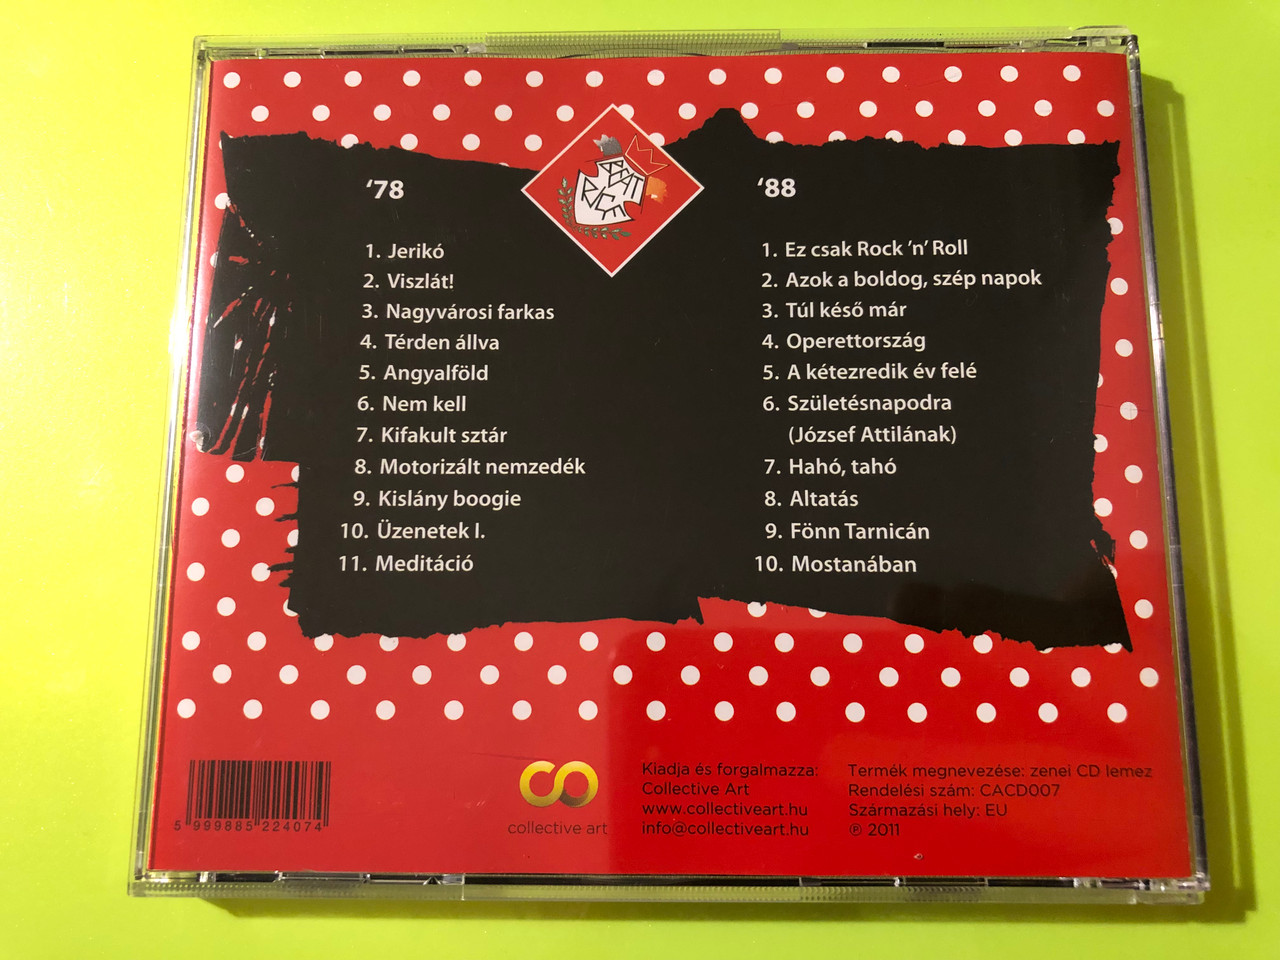 BEAT
RICE
'78
1. Jerikó
2. Viszlát!
3. Nagyvárosi farkas
4. Térden állva
5. Angyalföld
6. Nem kell
7. Kifakult sztár
8. Motorizált nemzedék
9. Kislány boogie
10. Üzenetek I.
11. Meditáció
'88
1. Ez csak Rock 'n' Roll
2. Azok a boldog, szép napok
3. Túl késő már
4. Operettország
5. A kétezredik év felé
6. Születésnapodra
(József Attilának)
7. Hahó, tahó
8. Altatás
9. Fönn Tarnicán
10. Mostanában
5 999885 224074
collective art
Kiadja és forgalmazza:
Collective Art
www.collectiveart.hu
info@collectiveart.hu
Termék megnevezése: zenei CD lemez
Rendelési szám: CACD007
Származási hely: EU
℗ 2011